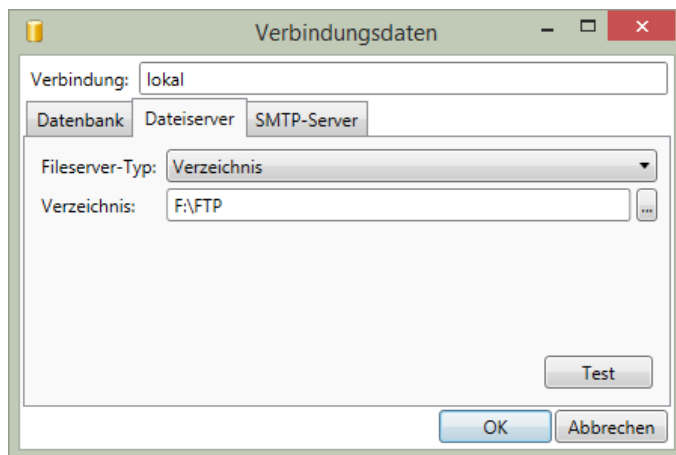 Verbindungsdaten
Verbindung: lokal
Datenbank Dateiserver SMTP-Server
Fileserver-Typ: Verzeichnis
Verzeichnis: F:\FTP ...
Test
OK Abbrechen